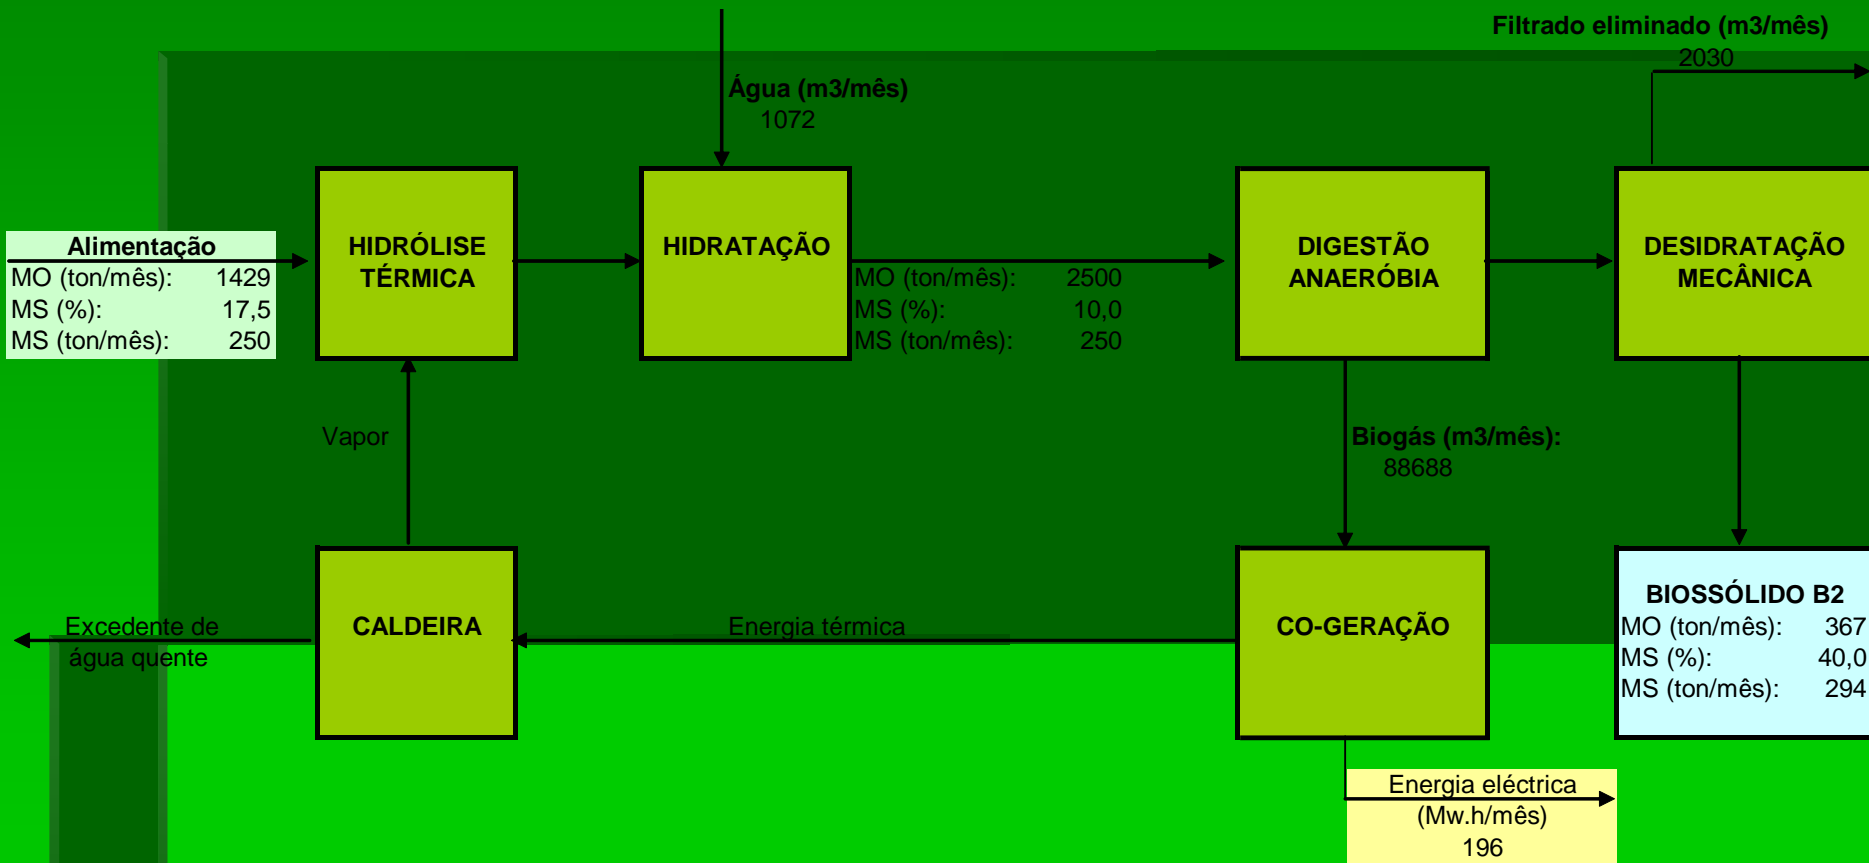 Filtrado eliminado (m3/mês)
2030
Água (m3/mês)
1072
Alimentação
MO (ton/mês): 1429
MS (%): 17,5
MS (ton/mês): 250
HIDRÓLISE
TÉRMICA
HIDRATAÇÃO
MO (ton/mês): 2500
MS (%): 10,0
MS (ton/mês): 250
DIGESTÃO
ANAERÓBIA
DESIDRATAÇÃO
MECÂNICA
Vapor
Biogás (m3/mês):
88688
Excedente de
água quente
CALDEIRA
Energia térmica
CO-GERAÇÃO
BIOSSÓLIDO B2
MO (ton/mês): 367
MS (%): 40,0
MS (ton/mês): 294
Energia eléctrica
(Mw.h/mês)
196